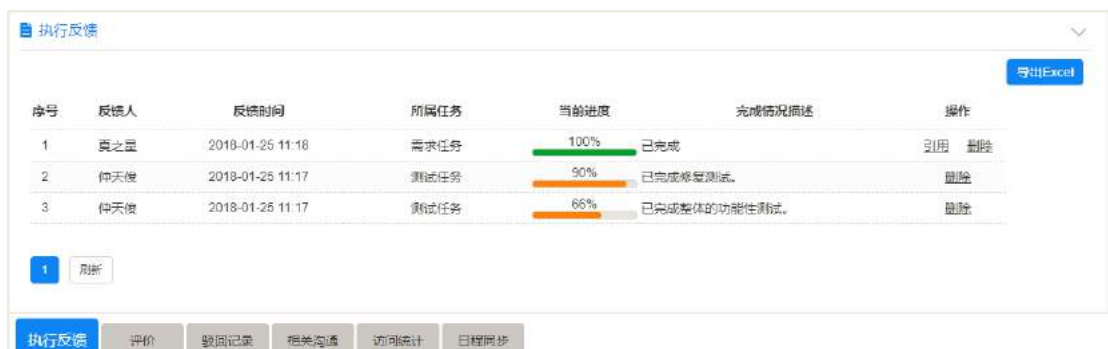 执行反馈
导出Excel
序号 反馈人 反馈时间 所属任务 当前进度 完成情况描述 操作
1 夏之星 2018-01-25 11:18 需求任务 100% 已完成 引用 删除
2 仲天俊 2018-01-25 11:17 测试任务 90% 已完成修复测试。 删除
3 仲天俊 2018-01-25 11:17 测试任务 66% 已完成整体的功能性测试。 删除
1 刷新
执行反馈 评价 驳回记录 相关沟通 访问统计 日程同步